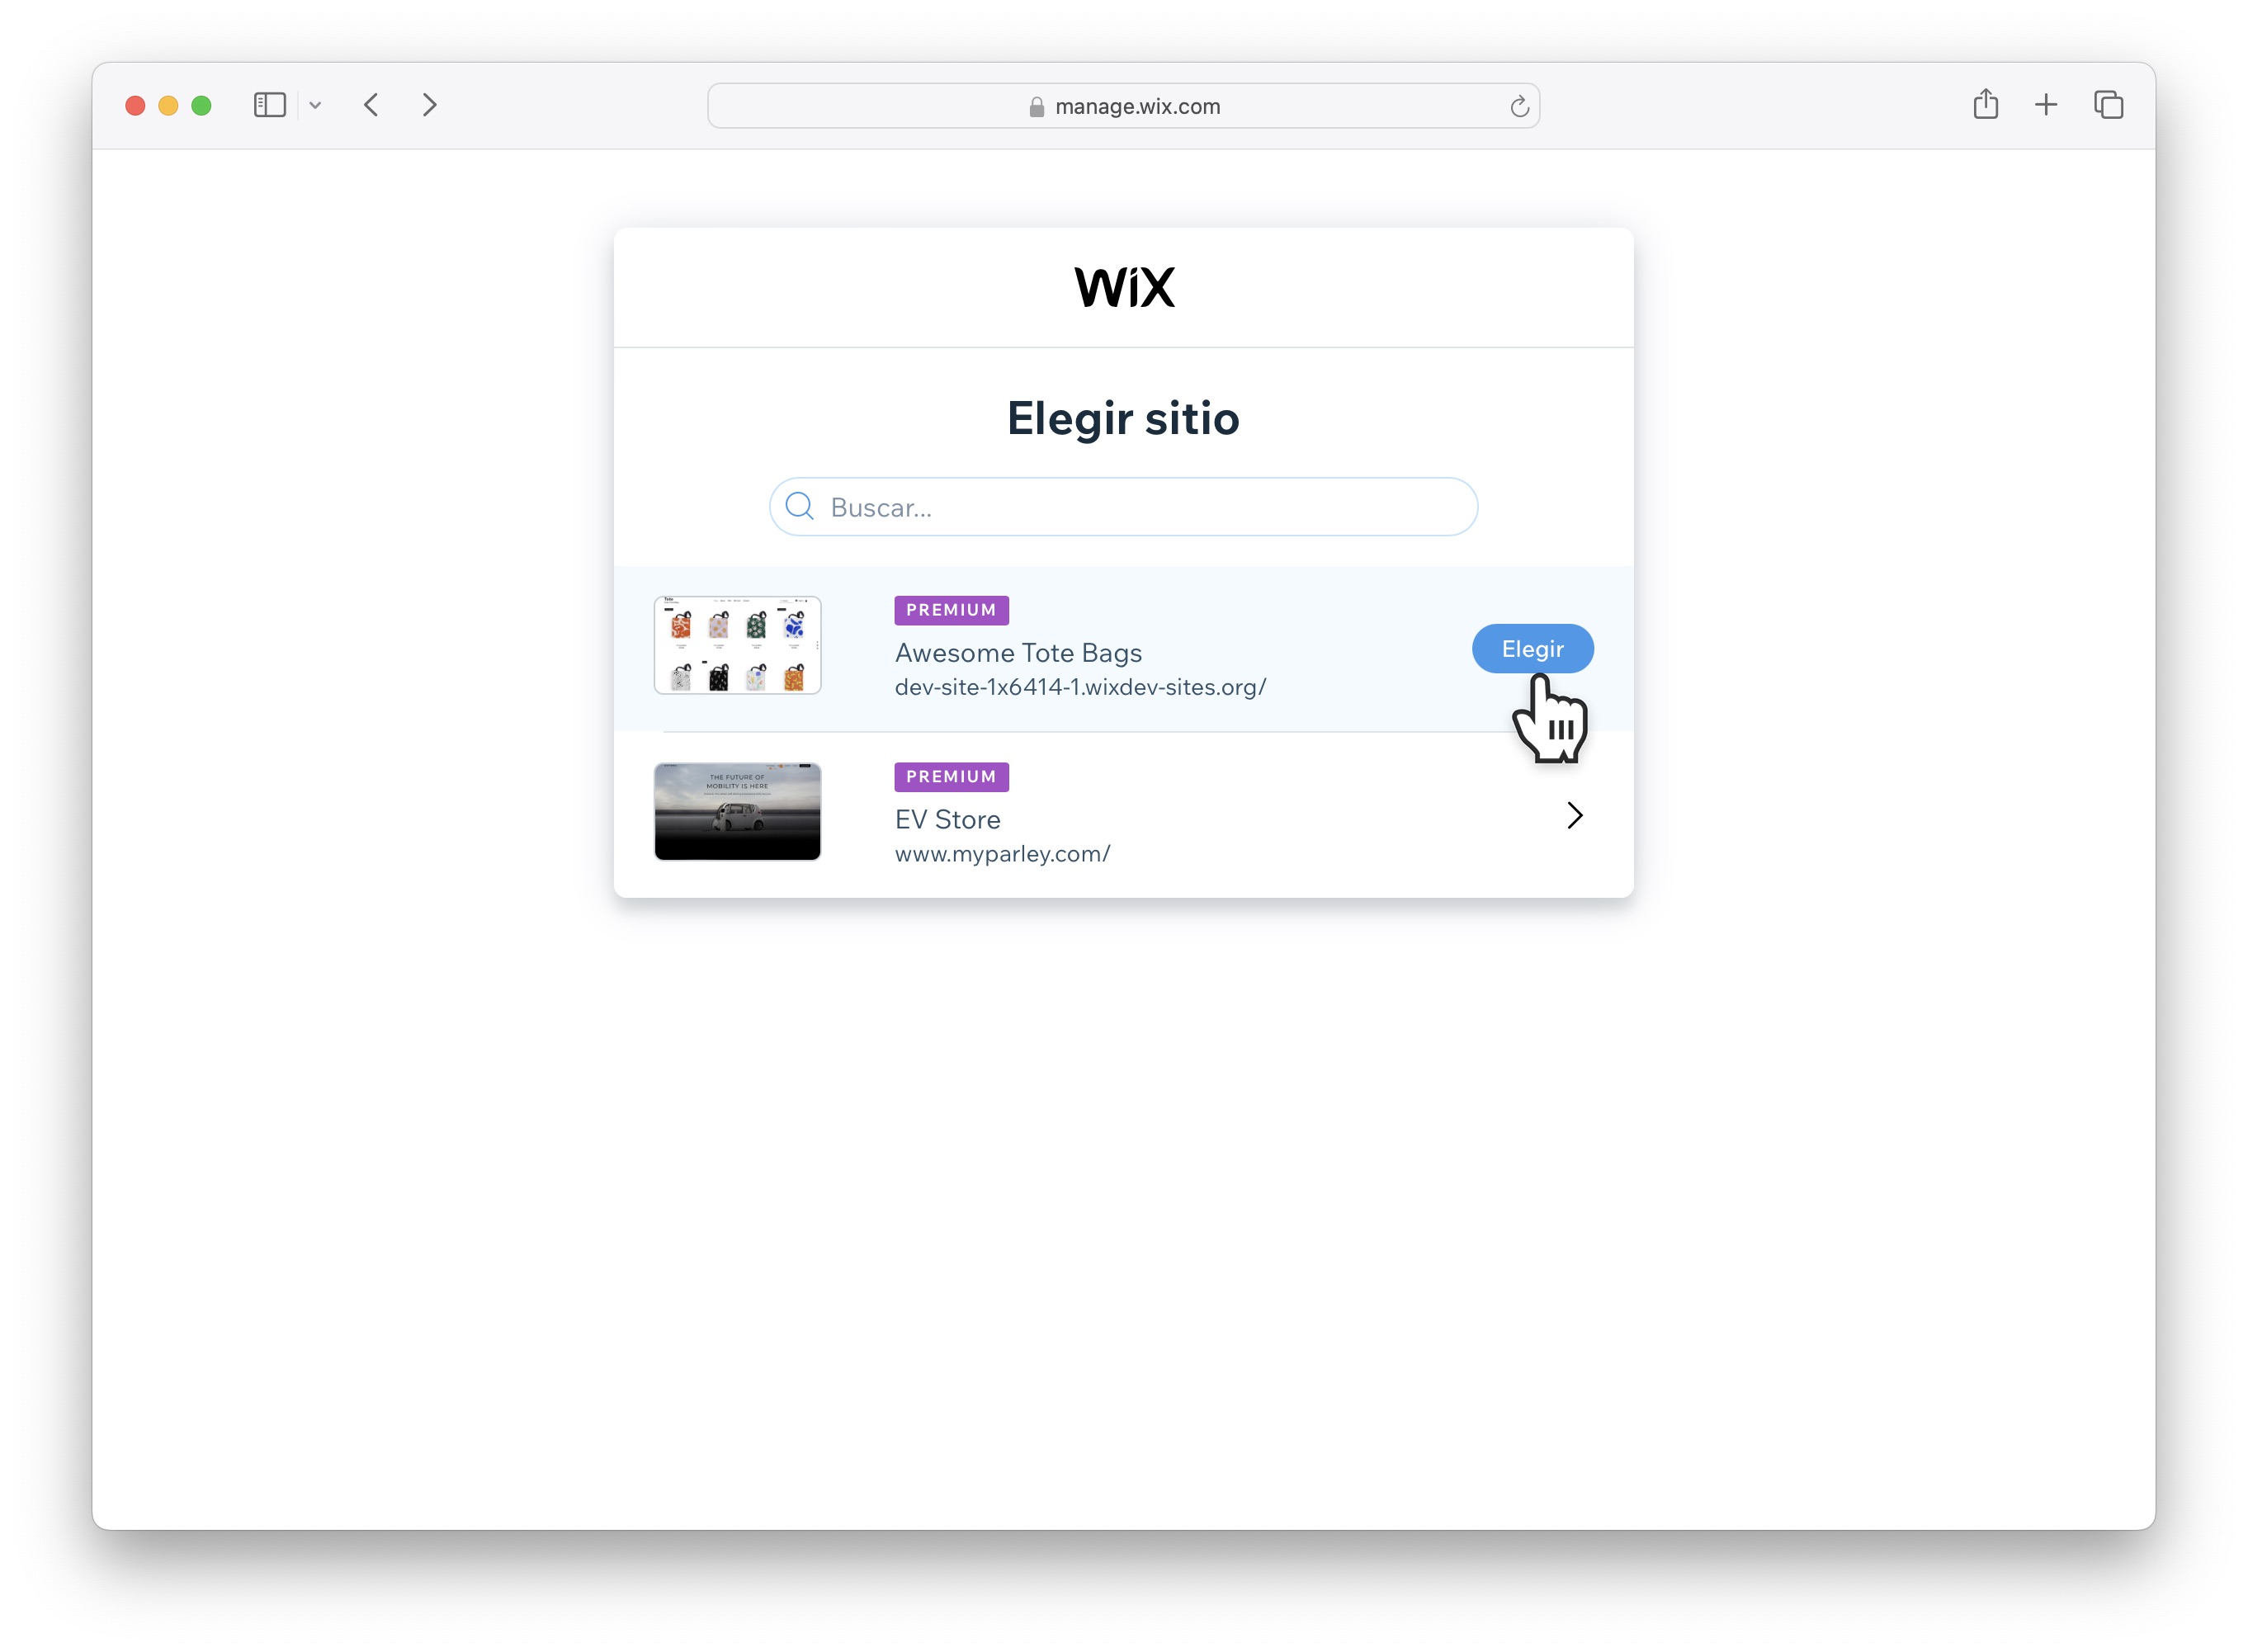 manage.wix.com
WiX
Elegir sitio
Buscar...
PREMIUM
Awesome Tote Bags
dev-site-1x6414-1.wixdev-sites.org/
Elegir
THE FUTURE OF
MOBILITY IS HERE
PREMIUM
EV Store
www.myparley.com/